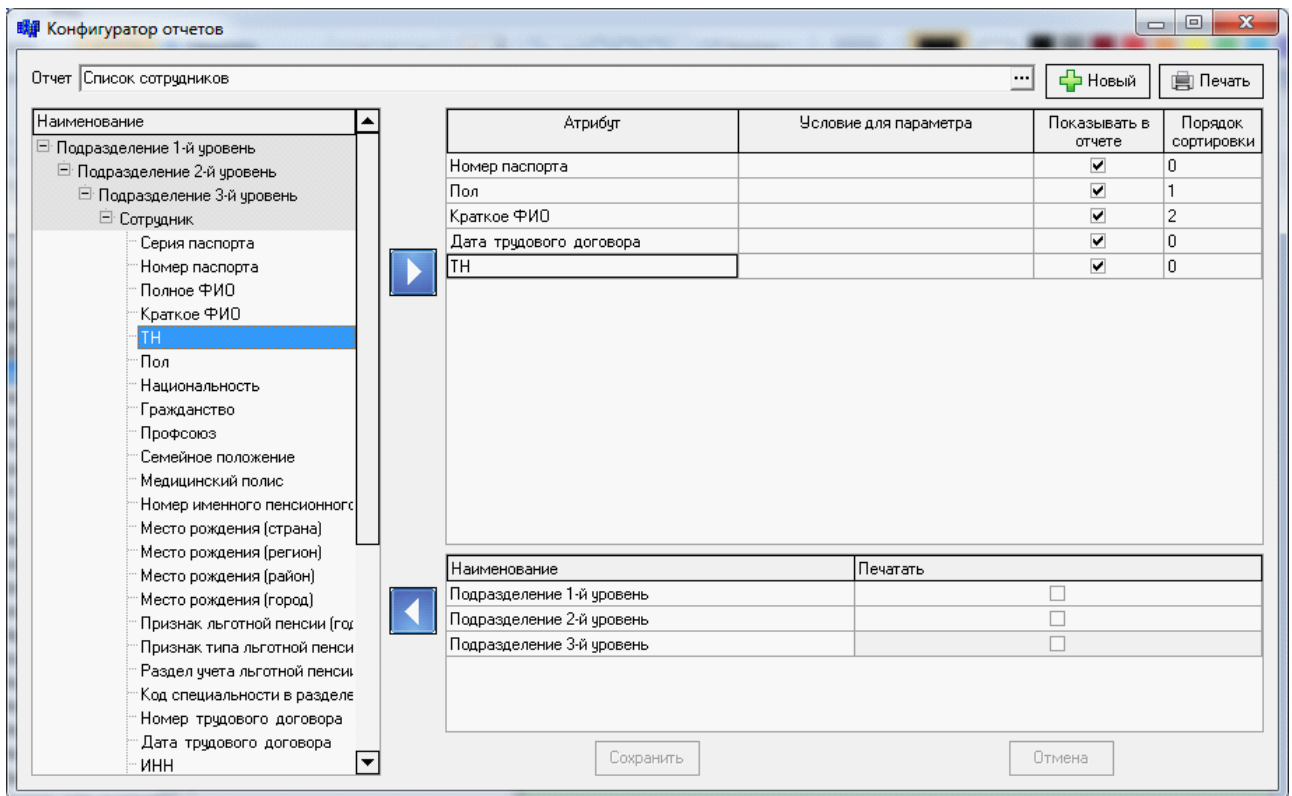 Конфигуратор отчетов
Отчет Список сотрудников ... Новый Печать
Наименование
Подразделение 1-й уровень
Подразделение 2-й уровень
Подразделение 3-й уровень
Сотрудник
Серия паспорта
Номер паспорта
Полное ФИО
Краткое ФИО
ТН
Пол
Национальность
Гражданство
Профсоюз
Семейное положение
Медицинский полис
Номер именного пенсионного
Место рождения (страна)
Место рождения (регион)
Место рождения (район)
Место рождения (город)
Признак льготной пенсии (год
Признак типа льготной пенси
Раздел учета льготной пенсии
Код специальности в разделе
Номер трудового договора
Дата трудового договора
ИНН
Атрибут Условие для параметра Показывать в отчете Порядок сортировки
Номер паспорта 0
Пол 1
Краткое ФИО 2
Дата трудового договора 0
ТН 0
Наименование Печатать
Подразделение 1-й уровень
Подразделение 2-й уровень
Подразделение 3-й уровень
Сохранить Отмена